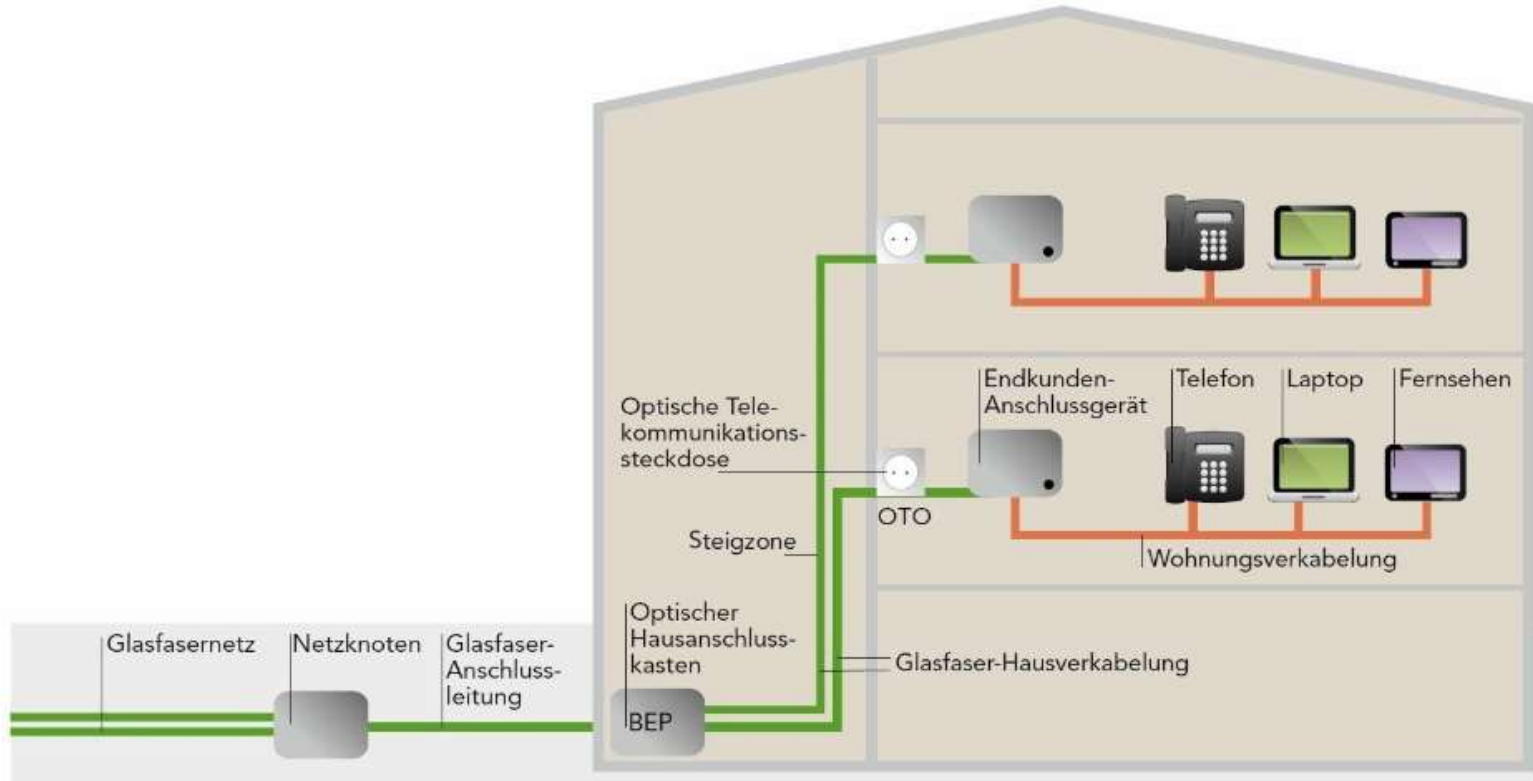 Endkunden-
Anschlussgerät
Telefon
Laptop
Fernsehen
Optische Tele-
kommunikations-
steckdose
OTO
Steigzone
Wohnungsverkabelung
Optischer
Hausanschluss-
kasten
Glasfasernetz
Netzknoten
Glasfaser-
Anschluss-
leitung
Glasfaser-Hausverkabelung
BEP